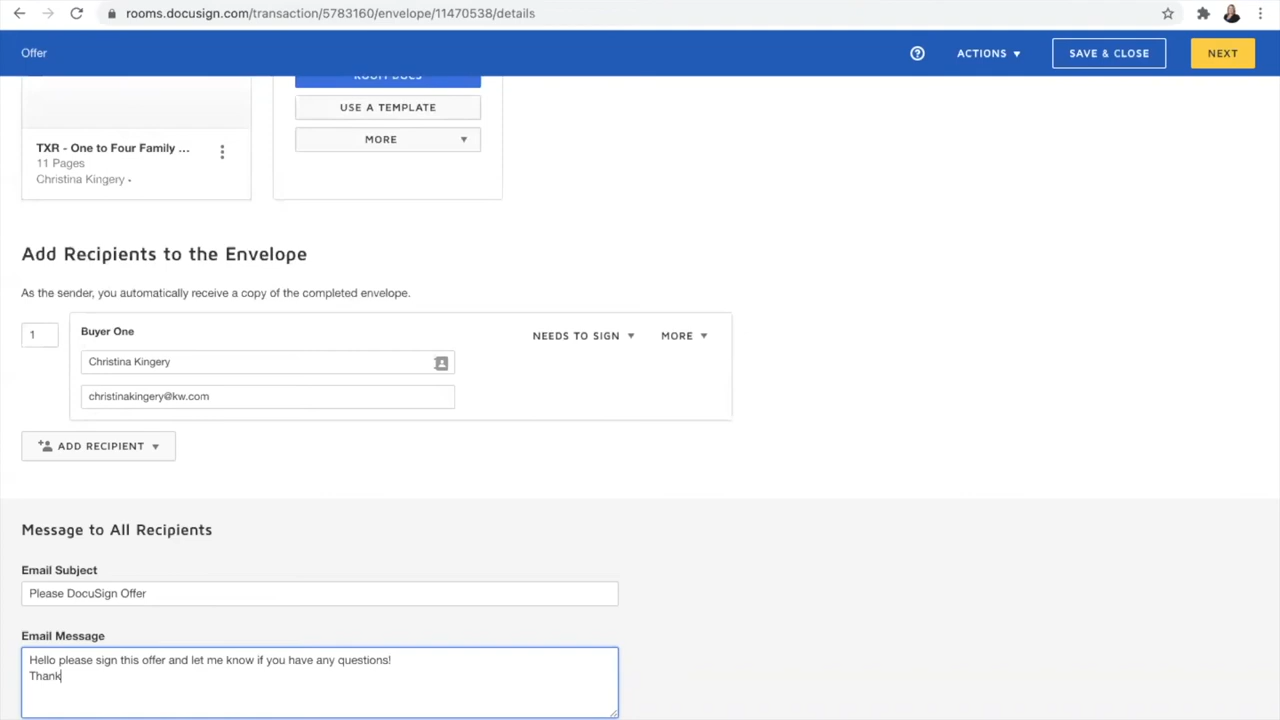 rooms.docusign.com/transaction/5783160/envelope/11470538/details
Offer
ACTIONS
SAVE & CLOSE
NEXT
ROOM DOCS
USE A TEMPLATE
MORE
TXR - One to Four Family ...
11 Pages
Christina Kingery •
Add Recipients to the Envelope
As the sender, you automatically receive a copy of the completed envelope.
1
Buyer One
NEEDS TO SIGN
MORE
Christina Kingery
christinakingery@kw.com
ADD RECIPIENT
Message to All Recipients
Email Subject
Please DocuSign Offer
Email Message
Hello please sign this offer and let me know if you have any questions!
Thank